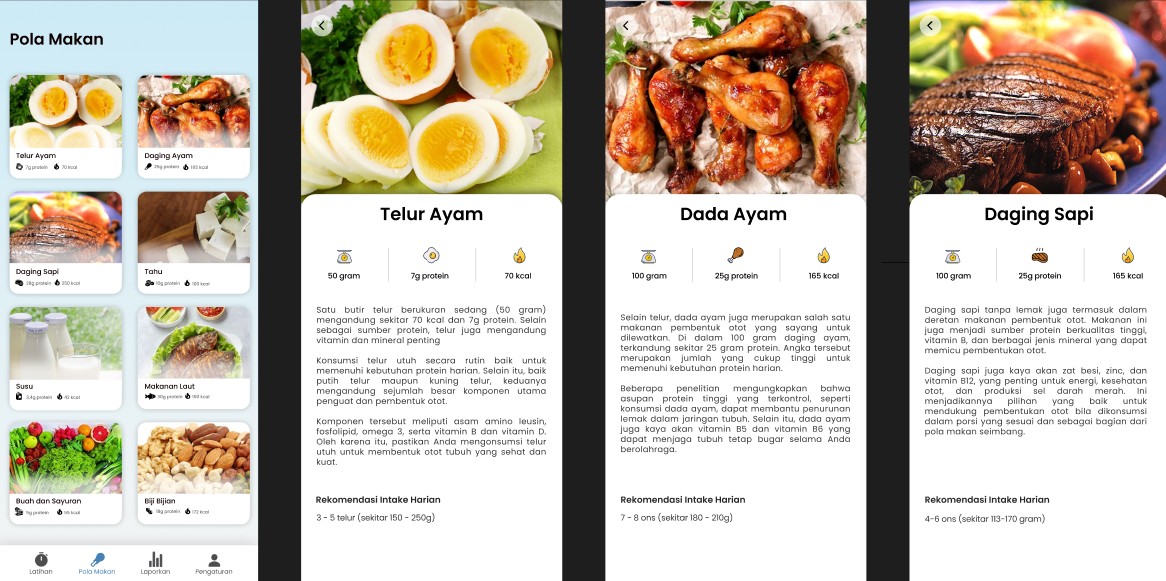 Pola Makan
Telur Ayam
7g protein 70 kcal
Daging Ayam
25g protein 165 kcal
Daging Sapi
28g protein 250 kcal
Tahu
10g protein 100 kcal
Susu
3,4g protein 42 kcal
Makanan Laut
30g protein 150 kcal
Buah dan Sayuran
Biji Bijian
18g protein 172 kcal
Latihan
Pola Makan
Laporkan
Pengaturan
Telur Ayam
50 gram
7g protein
70 kcal
Satu butir telur berukuran sedang (50 gram)
mengandung sekitar 70 kcal dan 7g protein. Selain
sebagai sumber protein, telur juga mengandung
vitamin dan mineral penting
Konsumsi telur utuh secara rutin baik untuk
memenuhi kebutuhan protein harian. Selain itu, baik
putih telur maupun kuning telur, keduanya
mengandung sejumlah besar komponen utama
penguat dan pembentuk otot.
Komponen tersebut meliputi asam amino leusin,
fosfolipid, omega 3, serta vitamin B dan vitamin D.
Oleh karena itu, pastikan Anda mengonsumsi telur
utuh untuk membentuk otot tubuh yang sehat dan
kuat.
Rekomendasi Intake Harian
3 - 5 telur (sekitar 150 - 250g)
Dada Ayam
100 gram
25g protein
165 kcal
Selain telur, dada ayam juga merupakan salah satu
makanan pembentuk otot yang sayang untuk
dilewatkan. Di dalam 100 gram daging ayam,
terkandung sekitar 25 gram protein. Angka tersebut
merupakan jumlah yang cukup tinggi untuk
memenuhi kebutuhan protein harian.
Beberapa penelitian mengungkapkan bahwa
asupan protein tinggi yang terkontrol, seperti
konsumsi dada ayam, dapat membantu penurunan
lemak dalam jaringan tubuh. Selain itu, dada ayam
juga kaya akan vitamin B5 dan vitamin B6 yang
dapat menjaga tubuh tetap bugar selama Anda
berolahraga.
Rekomendasi Intake Harian
7 - 8 ons (sekitar 180 - 210g)
Daging Sapi
100 gram
25g protein
165 kcal
Daging sapi tanpa lemak juga termasuk dalam
deretan makanan pembentuk otot. Makanan ini
juga menjadi sumber protein berkualitas tinggi,
vitamin B, dan berbagai jenis mineral yang dapat
memicu pembentukan otot.
Daging sapi juga kaya akan zat besi, zinc, dan
vitamin B12, yang penting untuk energi, kesehatan
otot, dan produksi sel darah merah. Ini
menjadikannya pilihan yang baik untuk
mendukung pembentukan otot bila dikonsumsi
dalam porsi yang sesuai dan sebagai bagian dari
pola makan seimbang.
Rekomendasi Intake Harian
4-6 ons (sekitar 113-170 gram)